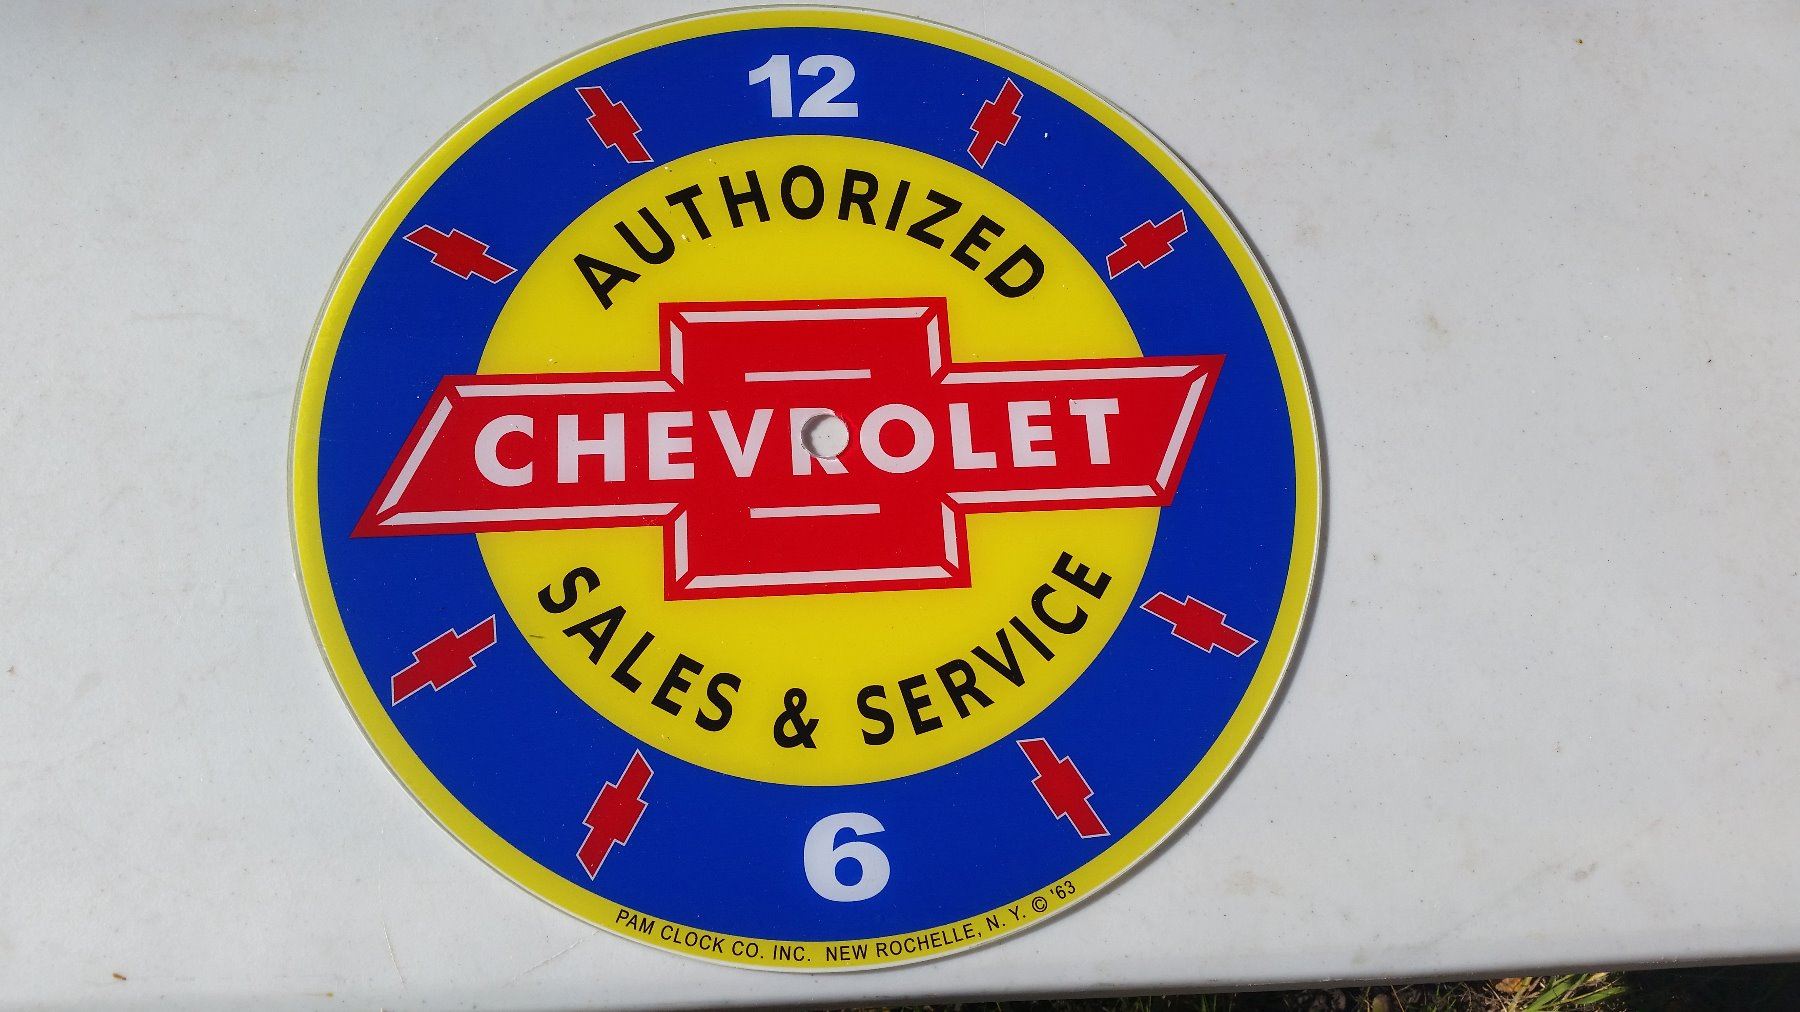 12
AUTHORIZED
CHEVROLET
SALES & SERVICE
6
PAM CLOCK CO. INC. NEW ROCHELLE, N. Y. © '63